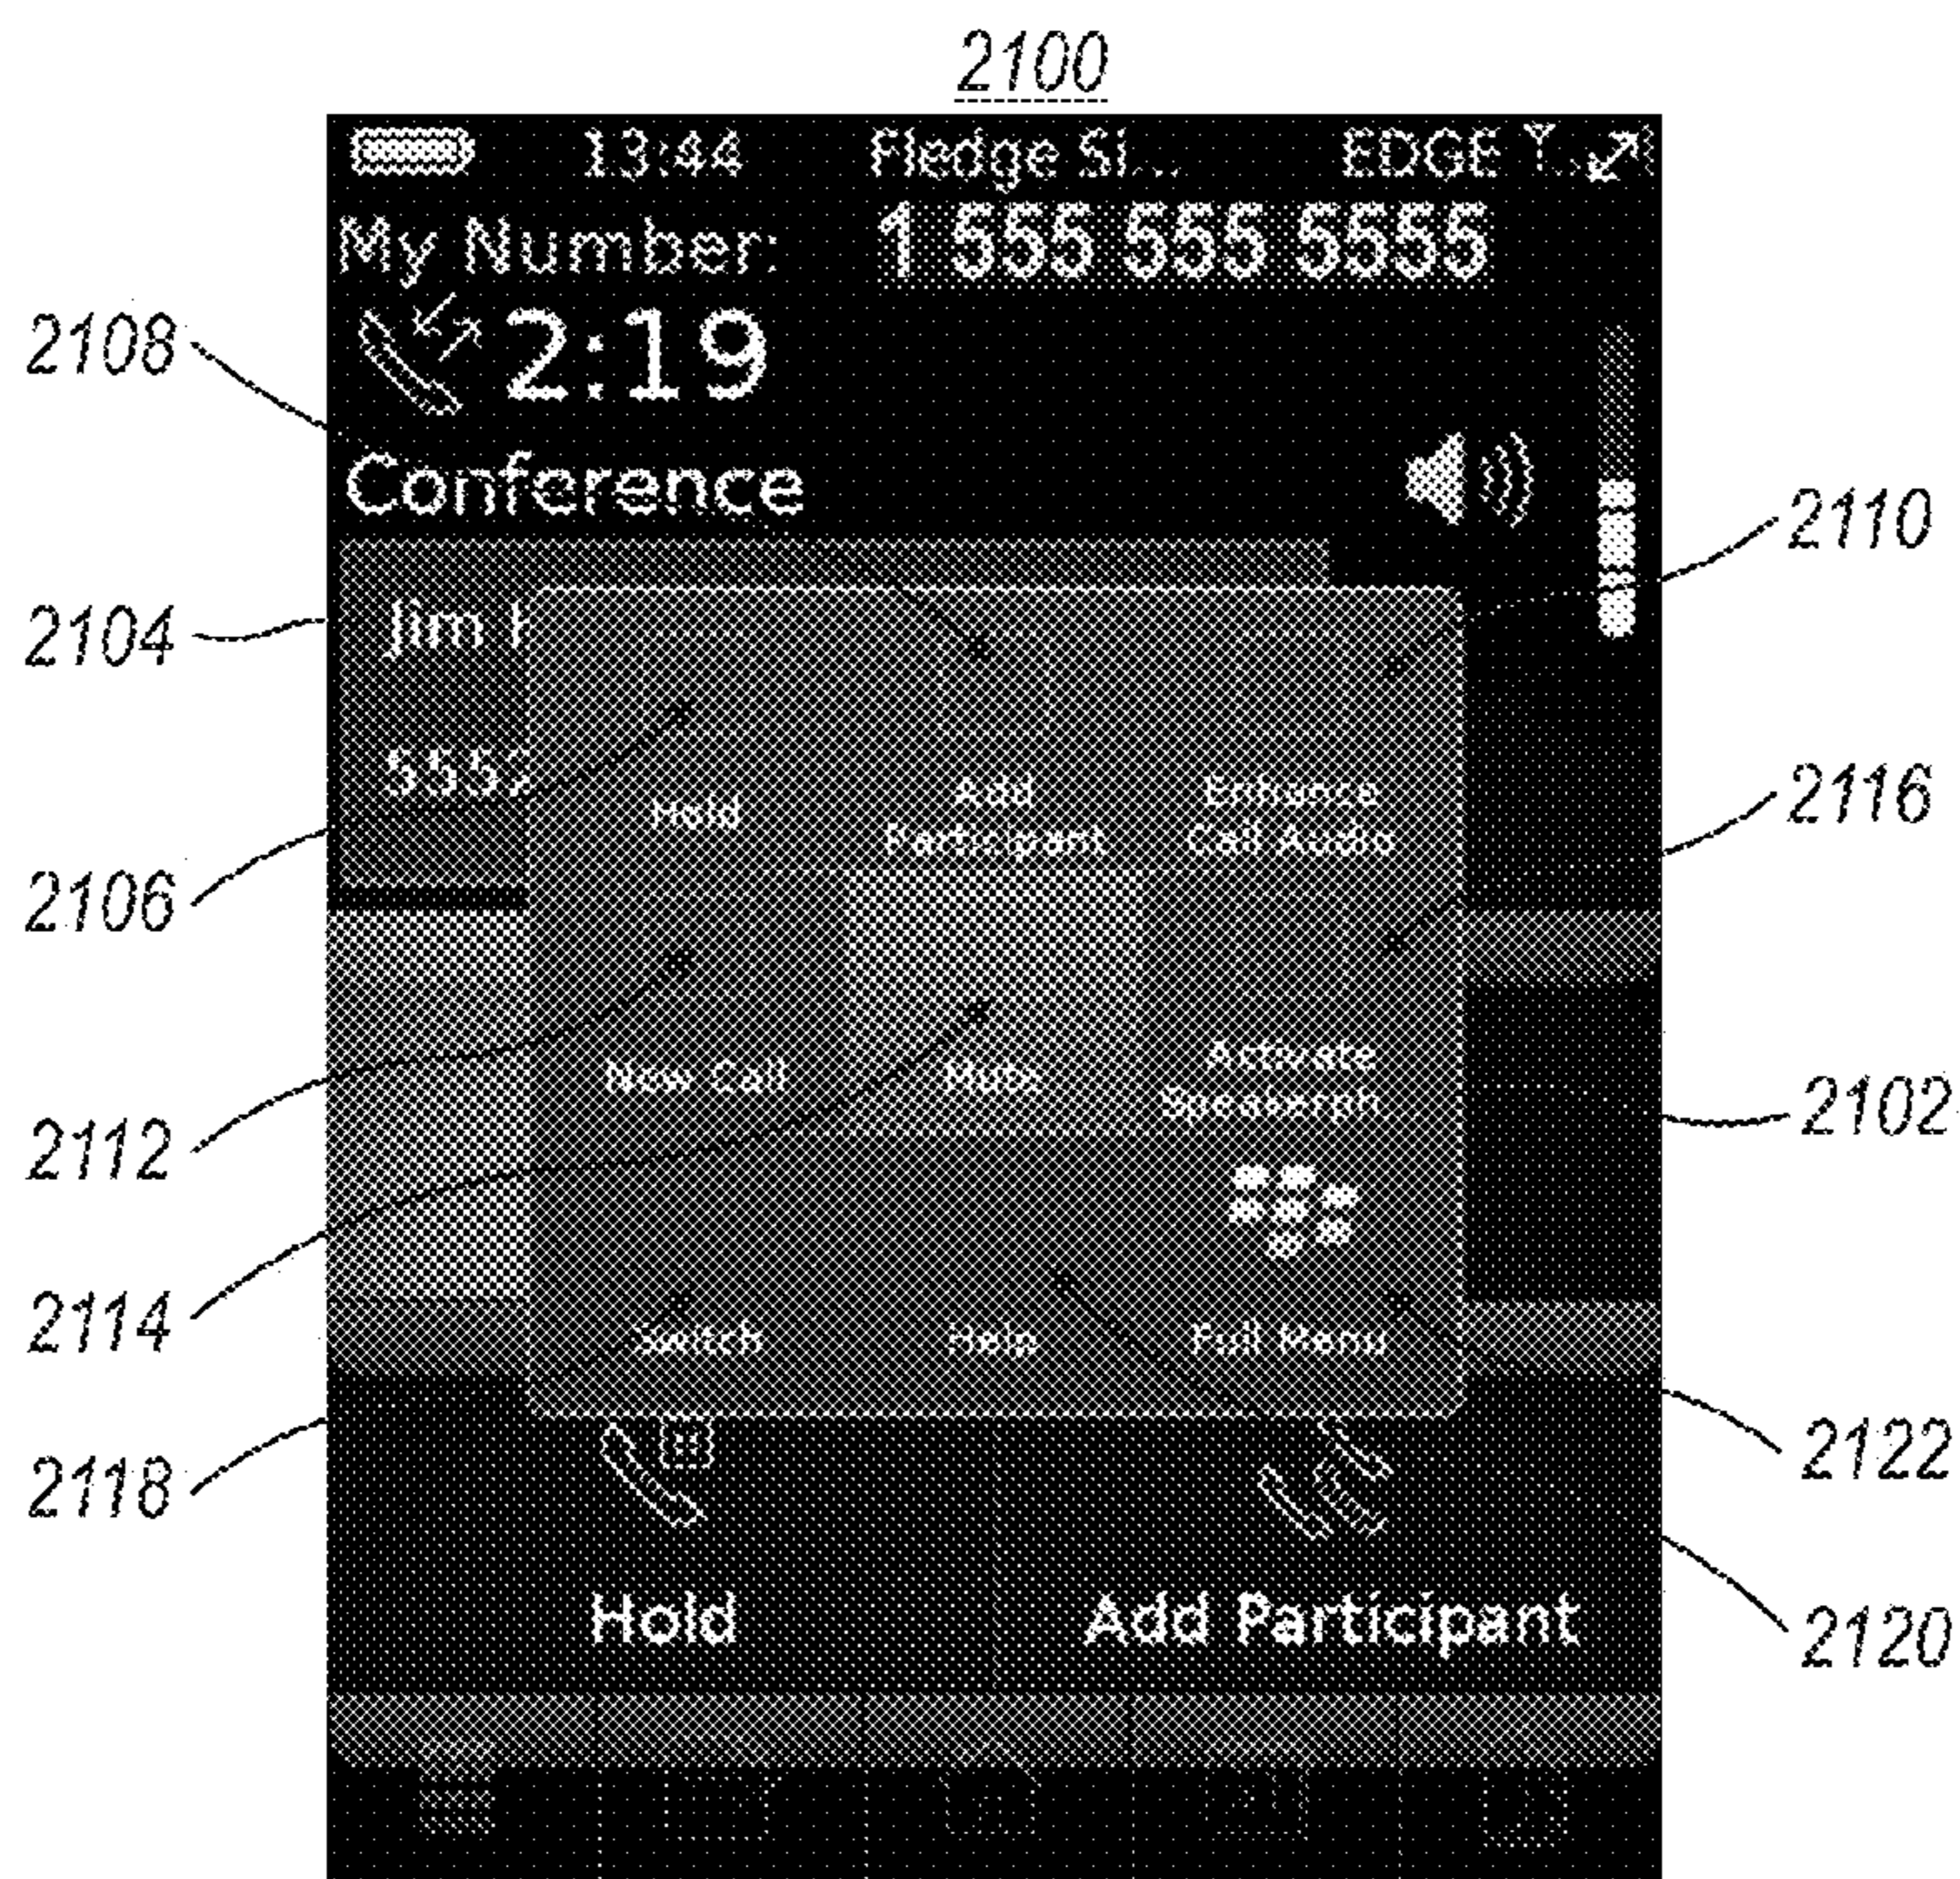 2100
13:44 Fledge Si... EDGE
My Number: 1 555 555 5555
2108
2:19
Conference
2110
2104
Jim
2116
555
Hold
Add
Participant
Enhance
Call Audio
2106
New Call
Mute
Activate
Speakerph...
2102
2112
2114
Switch
Help
Full Menu
2122
2118
Hold
Add Participant
2120